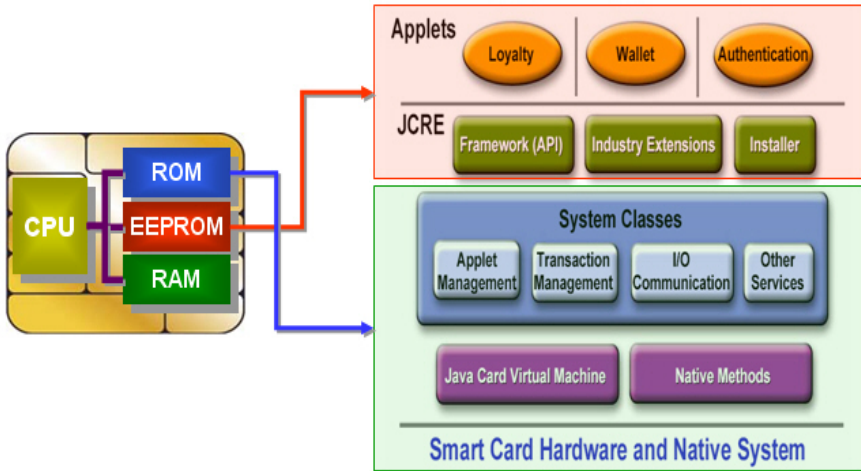 Applets
Loyalty
Wallet
Authentication
JCRE
Framework (API)
Industry Extensions
Installer
CPU
ROM
EEPROM
RAM
System Classes
Applet
Management
Transaction
Management
I/O
Communication
Other
Services
Java Card Virtual Machine
Native Methods
Smart Card Hardware and Native System